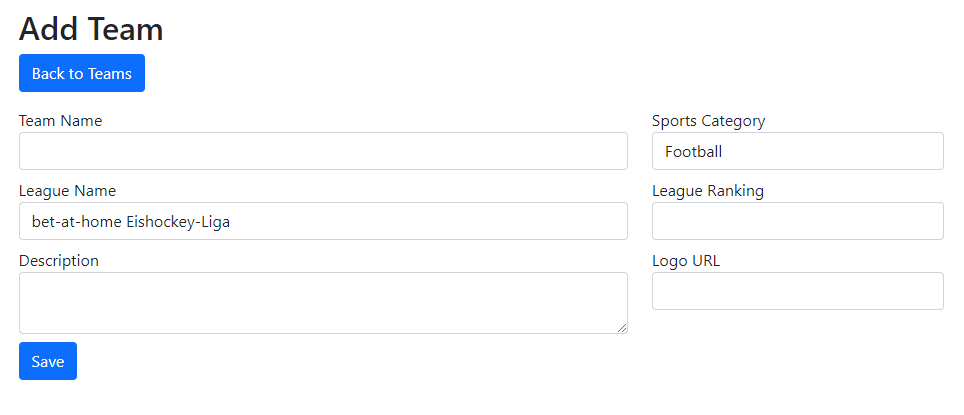 Add Team
Back to Teams
Team Name
Sports Category
Football
League Name
League Ranking
bet-at-home Eishockey-Liga
Description
Logo URL
Save